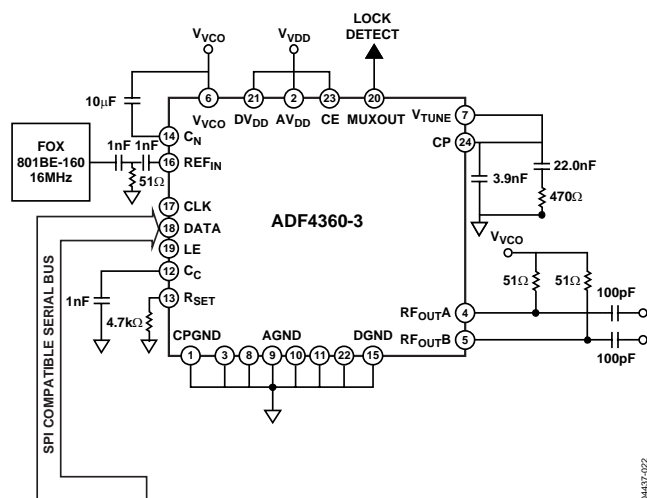 LOCK
DETECT
VVCO
VVDD
10µF
6
21
2
23
20
VVCO
DVDD
AVDD
CE
MUXOUT
VTUNE
7
CP
24
14
CN
FOX
801BE-160
16MHz
1nF
1nF
16
REFIN
51Ω
22.0nF
3.9nF
470Ω
17
CLK
18
DATA
19
LE
ADF4360-3
12
CC
13
RSET
1nF
4.7kΩ
VVCO
51Ω
51Ω
100pF
RFOUTA
4
RFOUTB
5
100pF
CPGND
AGND
DGND
1
3
8
9
10
11
22
15
SPI COMPATIBLE SERIAL BUS
04437-022